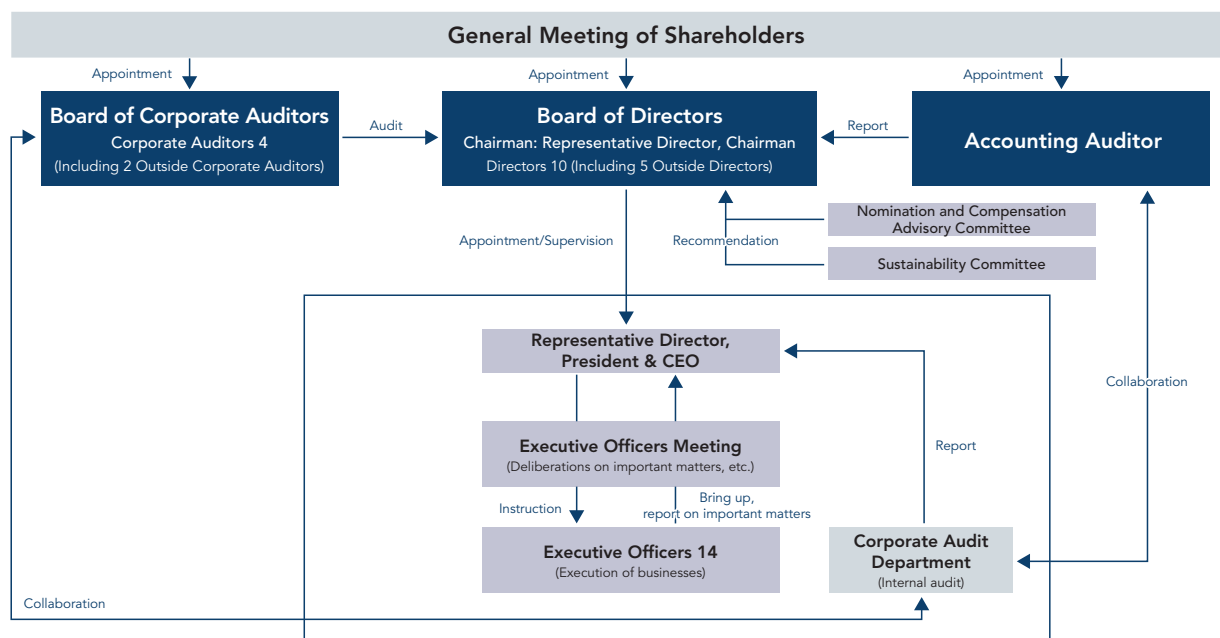 General Meeting of Shareholders
Appointment
Appointment
Appointment
Board of Corporate Auditors
Corporate Auditors 4
(Including 2 Outside Corporate Auditors)
Audit
Board of Directors
Chairman: Representative Director, Chairman
Directors 10 (Including 5 Outside Directors)
Report
Accounting Auditor
Nomination and Compensation
Advisory Committee
Appointment/Supervision
Recommendation
Sustainability Committee
Representative Director,
President & CEO
Collaboration
Executive Officers Meeting
(Deliberations on important matters, etc.)
Report
Instruction
Bring up,
report on important matters
Executive Officers 14
(Execution of businesses)
Corporate Audit
Department
(Internal audit)
Collaboration